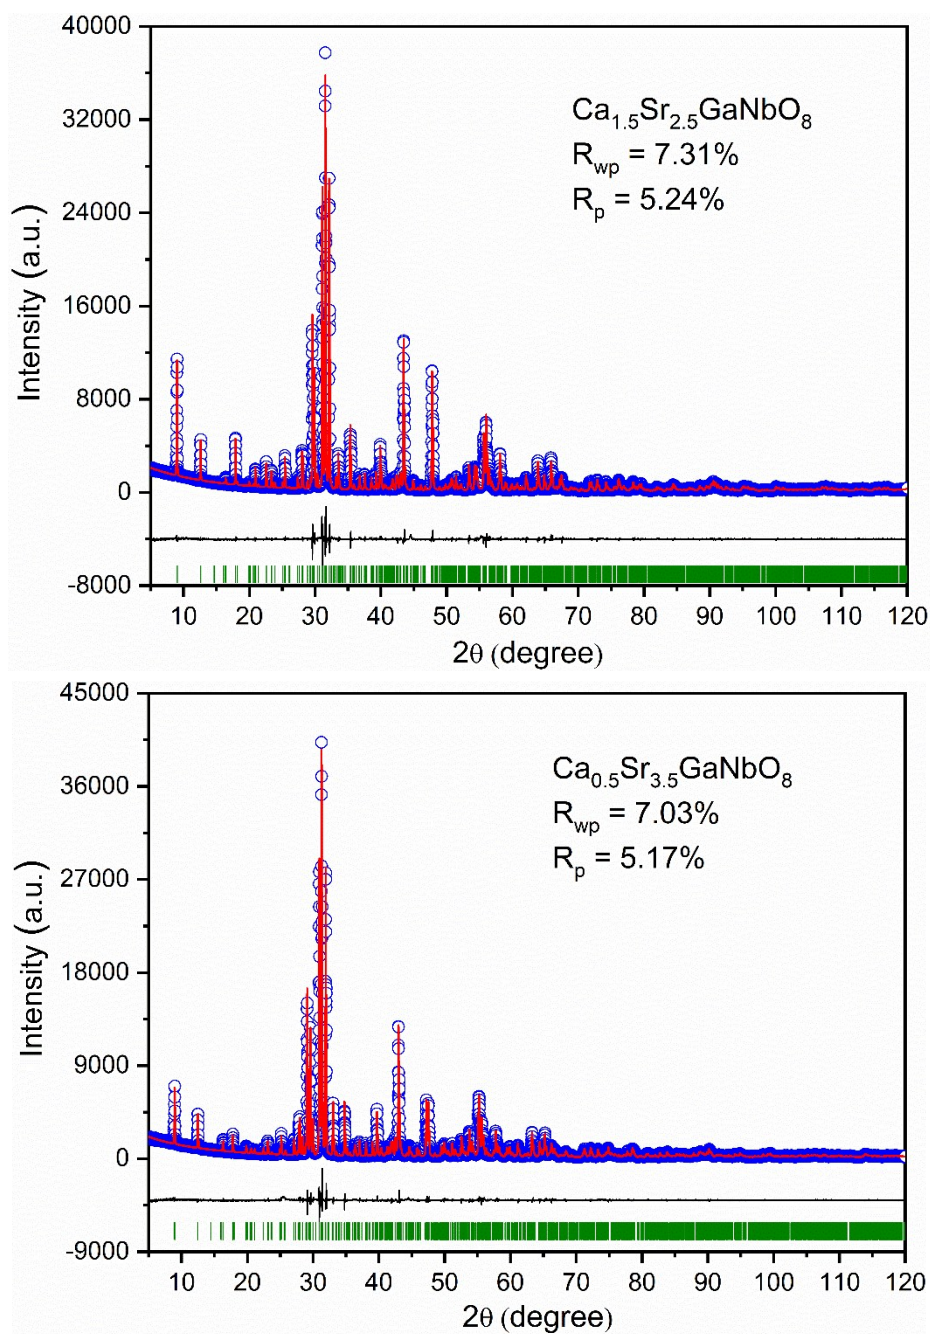 40000
32000
24000
16000
8000
0
-8000
Intensity (a.u.)
Ca1.5Sr2.5GaNbO8
Rwp = 7.31%
Rp = 5.24%
10 20 30 40 50 60 70 80 90 100 110 120
2θ (degree)
45000
36000
27000
18000
9000
0
-9000
Intensity (a.u.)
Ca0.5Sr3.5GaNbO8
Rwp = 7.03%
Rp = 5.17%
10 20 30 40 50 60 70 80 90 100 110 120
2θ (degree)